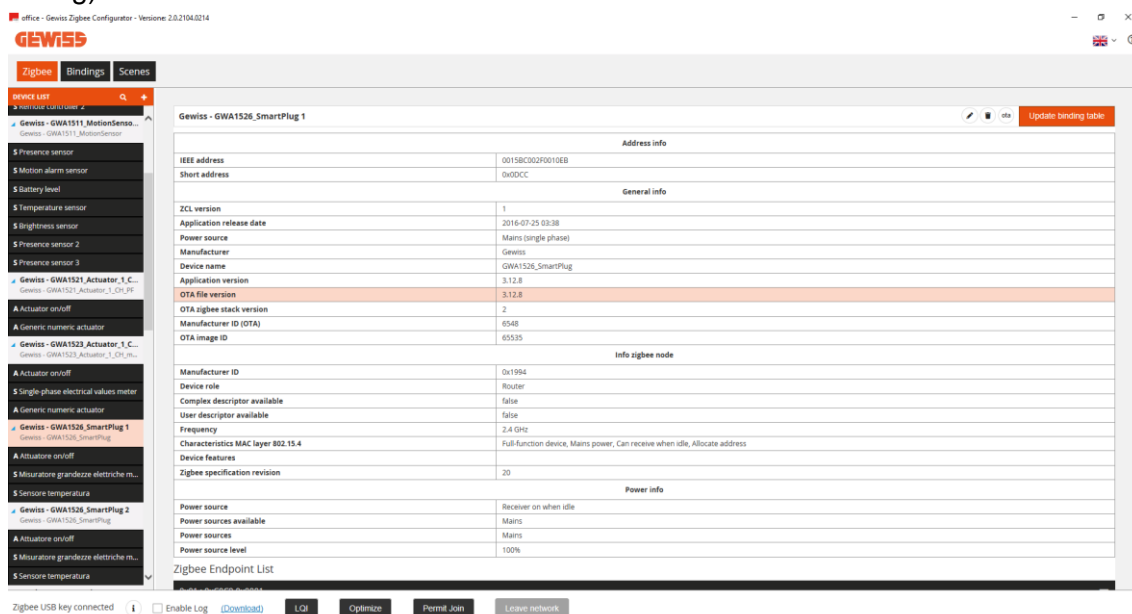 office - Gewiss Zigbee Configurator - Versione: 2.0.2104.0214
GEWISS
Zigbee Bindings Scenes
DEVICE LIST
S Remote controller 2
Gewiss - GWA1511_MotionSenso...
Gewiss - GWA1511_MotionSensor
S Presence sensor
S Motion alarm sensor
S Battery level
S Temperature sensor
S Brightness sensor
S Presence sensor 2
S Presence sensor 3
Gewiss - GWA1521_Actuator_1_C...
Gewiss - GWA1521_Actuator_1_CH_PF
A Actuator on/off
A Generic numeric actuator
Gewiss - GWA1523_Actuator_1_C...
Gewiss - GWA1523_Actuator_1_CH_m...
A Actuator on/off
S Single-phase electrical values meter
A Generic numeric actuator
Gewiss - GWA1526_SmartPlug 1
Gewiss - GWA1526_SmartPlug
A Attuatore on/off
S Misuratore grandezze elettriche m...
S Sensore temperatura
Gewiss - GWA1526_SmartPlug 2
Gewiss - GWA1526_SmartPlug
A Attuatore on/off
S Misuratore grandezze elettriche m...
S Sensore temperatura
Gewiss - GWA1526_SmartPlug 1
ota
Update binding table
Address info
IEEE address 0015BC002F0010EB
Short address 0x0DCC
General info
ZCL version 1
Application release date 2016-07-25 03:38
Power source Mains (single phase)
Manufacturer Gewiss
Device name GWA1526_SmartPlug
Application version 3.12.8
OTA file version 3.12.8
OTA zigbee stack version 2
Manufacturer ID (OTA) 6548
OTA image ID 65535
Info zigbee node
Manufacturer ID 0x1994
Device role Router
Complex descriptor available false
User descriptor available false
Frequency 2.4 GHz
Characteristics MAC layer 802.15.4 Full-function device, Mains power, Can receive when idle, Allocate address
Device features
Zigbee specification revision 20
Power info
Power source Receiver on when idle
Power sources available Mains
Power sources Mains
Power source level 100%
Zigbee Endpoint List
Zigbee USB key connected i Enable Log (Download) LQI Optimize Permit Join Leave network